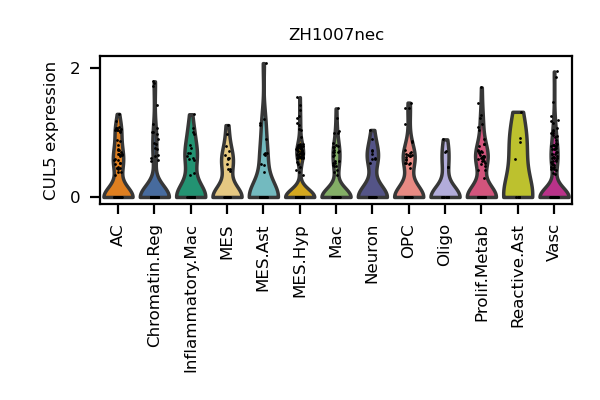 ZH1007nec
CUL5 expression
2
0
AC
Chromatin.Reg
Inflammatory.Mac
MES
MES.Ast
MES.Hyp
Mac
Neuron
OPC
Oligo
Prolif.Metab
Reactive.Ast
Vasc